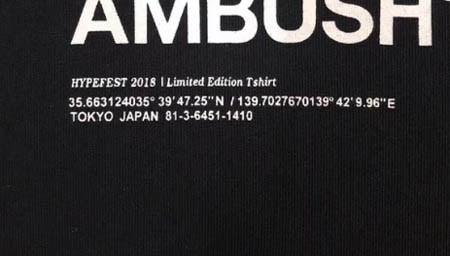 AMBUSH
HYPEFEST 2018 | Limited Edition Tshirt
35.663124035° 39'47.25"N / 139.7027670139° 42'9.96"E
TOKYO JAPAN 81-3-6451-1410